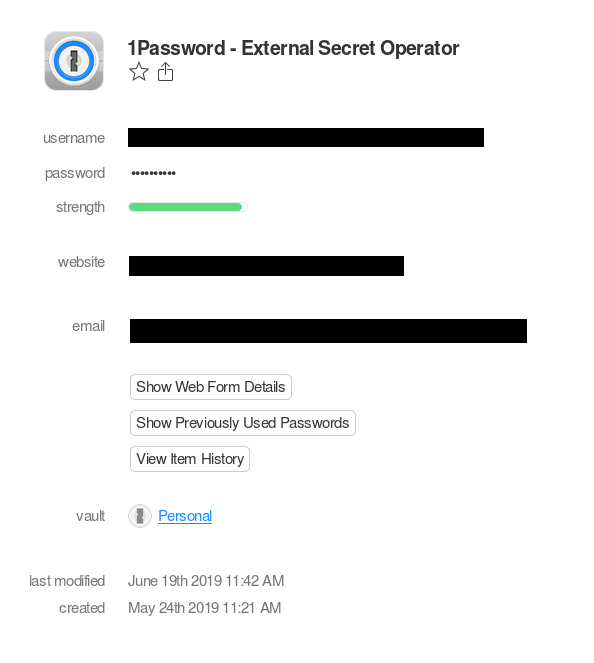 1Password - External Secret Operator
username
password ••••••••••
strength
website
email
Show Web Form Details
Show Previously Used Passwords
View Item History
vault Personal
last modified June 19th 2019 11:42 AM
created May 24th 2019 11:21 AM